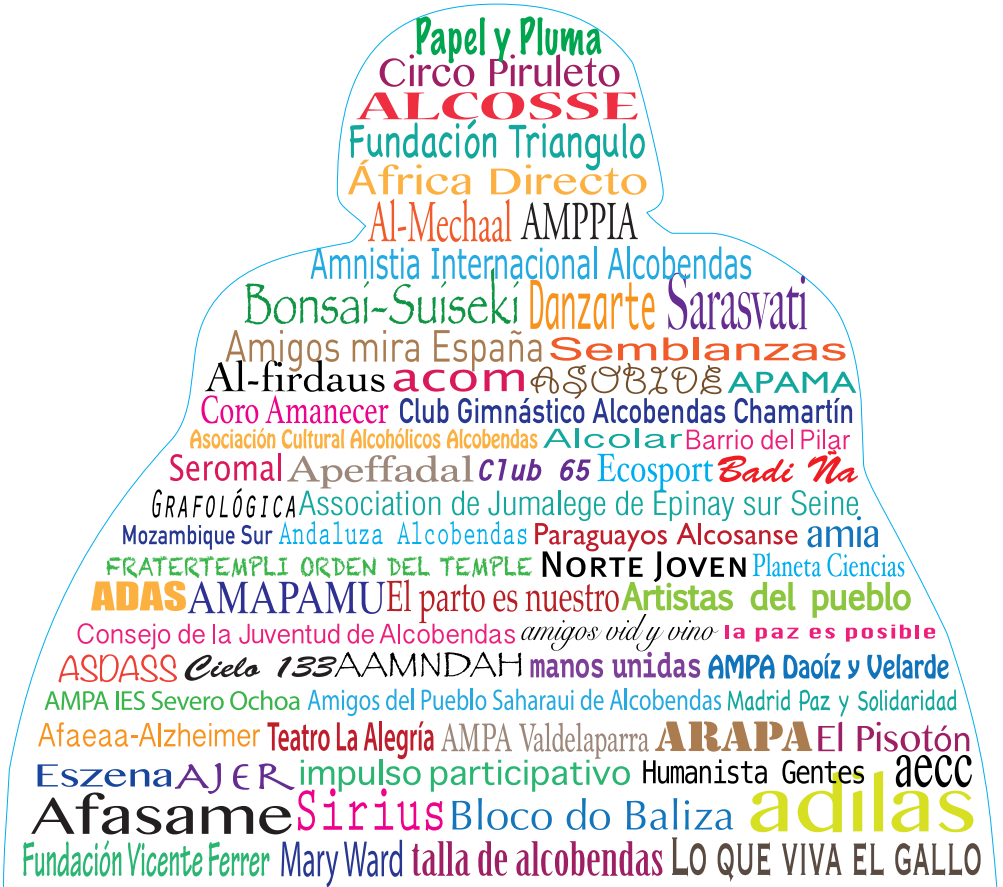 Papel y Pluma
Circo Piruleto
ALCOSSE
Fundación Triangulo
África Directo
Al-Mechaal AMPPIA
Amnistia Internacional Alcobendas
Bonsai-Suiseki Danzarte Sarasvati
Amigos mira España Semblanzas
Al-firdaus acom ASOBIDE APAMA
Coro Amanecer Club Gimnástico Alcobendas Chamartín
Asociación Cultural Alcohólicos Alcobendas Alcolar Barrio del Pilar
Seromal Apeffadal Club 65 Ecosport Badi Ña
GRAFOLÓGICA Association de Jumalege de Epinay sur Seine
Mozambique Sur Andaluza Alcobendas Paraguayos Alcosanse amia
FRATERTEMPLI ORDEN DEL TEMPLE NORTE JOVEN Planeta Ciencias
ADAS AMAPAMU El parto es nuestro Artistas del pueblo
Consejo de la Juventud de Alcobendas amigos vid y vino la paz es posible
ASDASS Cielo 133 AAMNDAH manos unidas AMPA Daoíz y Velarde
AMPA IES Severo Ochoa Amigos del Pueblo Saharaui de Alcobendas Madrid Paz y Solidaridad
Afaeaa-Alzheimer Teatro La Alegría AMPA Valdelaparra ARAPA El Pisotón
Eszena AJER impulso participativo Humanista Gentes aecc
Afasame Sirius Bloco do Baliza adilas
Fundación Vicente Ferrer Mary Ward talla de alcobendas LO QUE VIVA EL GALLO